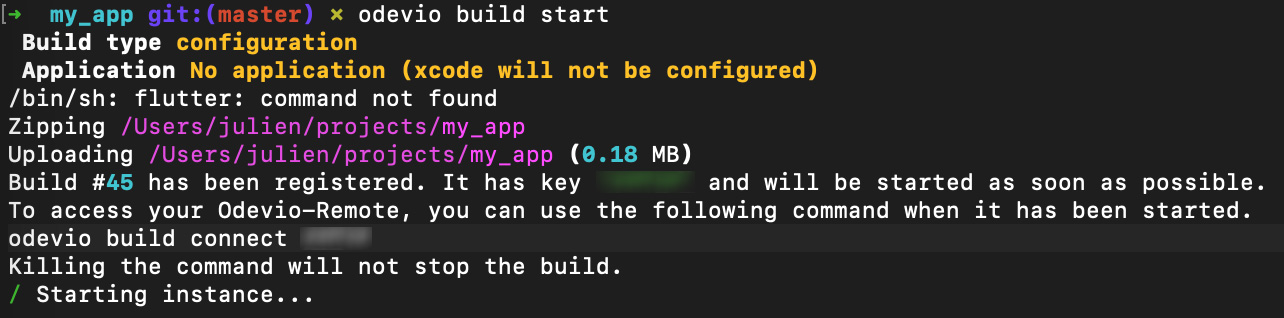 [➜ my_app git:(master) × odevio build start
Build type configuration
Application No application (xcode will not be configured)
/bin/sh: flutter: command not found
Zipping /Users/julien/projects/my_app
Uploading /Users/julien/projects/my_app (0.18 MB)
Build #45 has been registered. It has key and will be started as soon as possible.
To access your Odevio-Remote, you can use the following command when it has been started.
odevio build connect
Killing the command will not stop the build.
/ Starting instance...